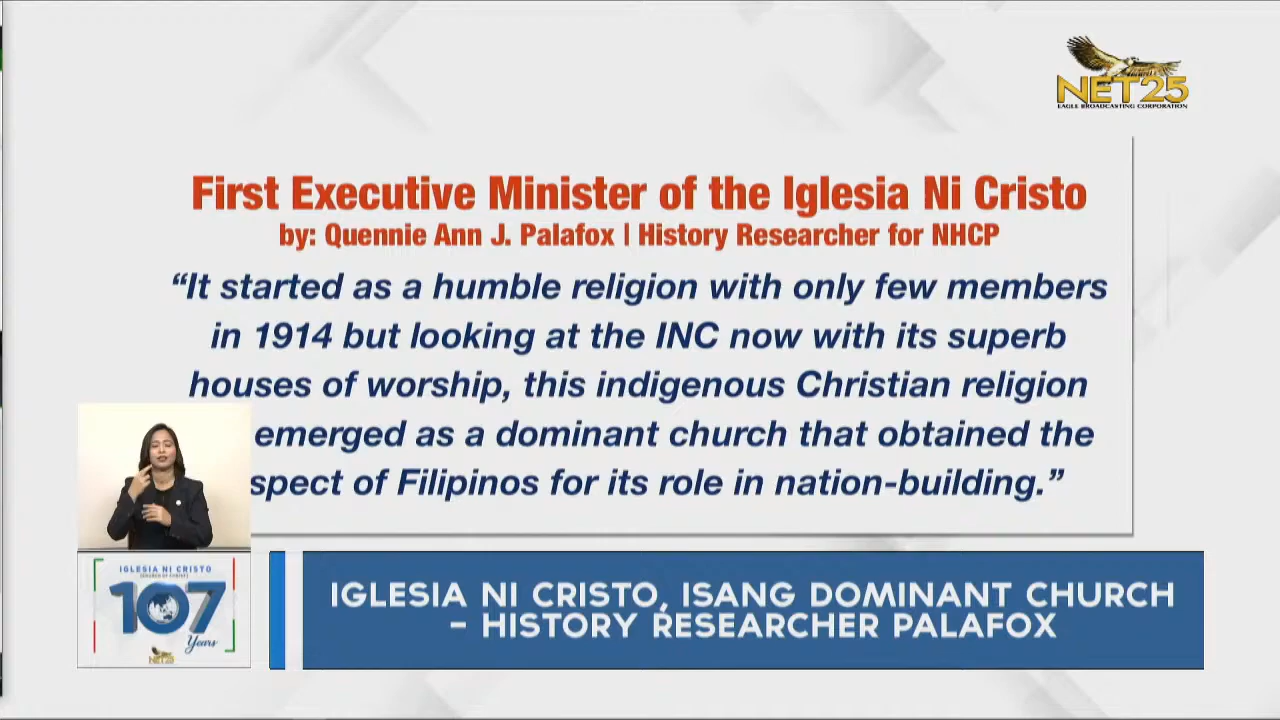 NET25
EAGLE BROADCASTING CORPORATION
First Executive Minister of the Iglesia Ni Cristo
by: Quennie Ann J. Palafox | History Researcher for NHCP
“It started as a humble religion with only few members
in 1914 but looking at the INC now with its superb
houses of worship, this indigenous Christian religion
emerged as a dominant church that obtained the
spect of Filipinos for its role in nation-building.”
IGLESIA NI CRISTO
(CHURCH OF CHRIST)
107
Years
NET25
IGLESIA NI CRISTO, ISANG DOMINANT CHURCH
– HISTORY RESEARCHER PALAFOX